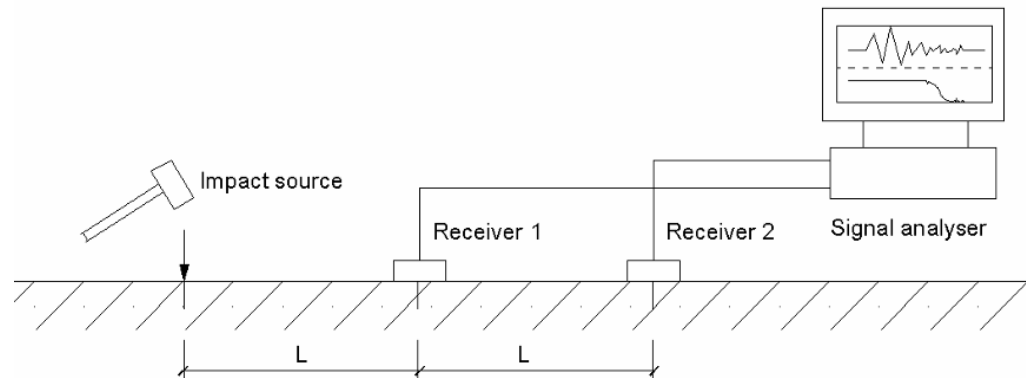 Impact source
Receiver 1
Receiver 2
Signal analyser
L
L